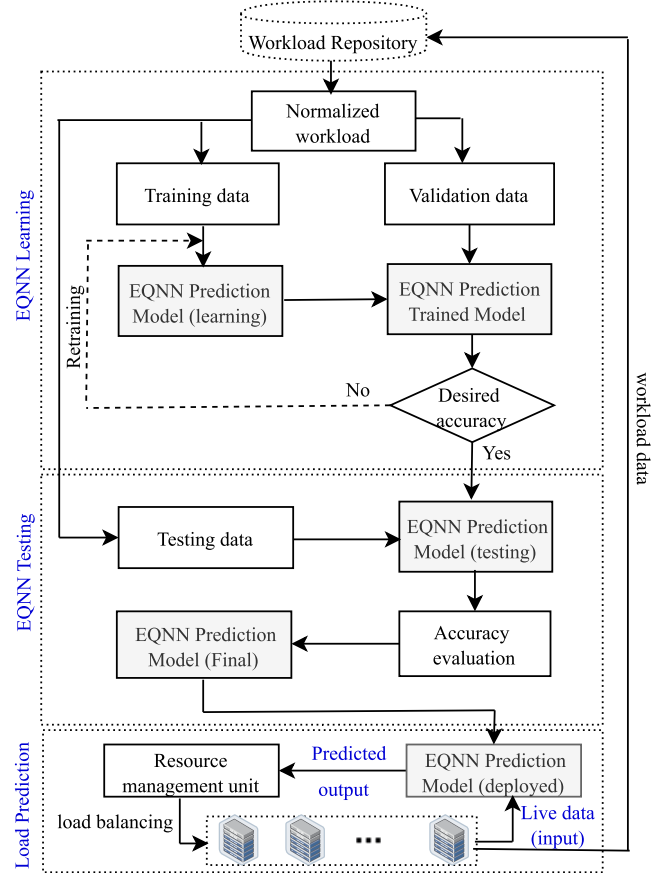 Workload Repository
Normalized
workload
Training data
Validation data
EQNN Learning
Retraining
EQNN Prediction
Model (learning)
EQNN Prediction
Trained Model
No
Desired
accuracy
Yes
workload data
EQNN Testing
Testing data
EQNN Prediction
Model (testing)
EQNN Prediction
Model (Final)
Accuracy
evaluation
Load Prediction
Resource
management unit
Predicted
output
EQNN Prediction
Model (deployed)
load balancing
Live data
(input)